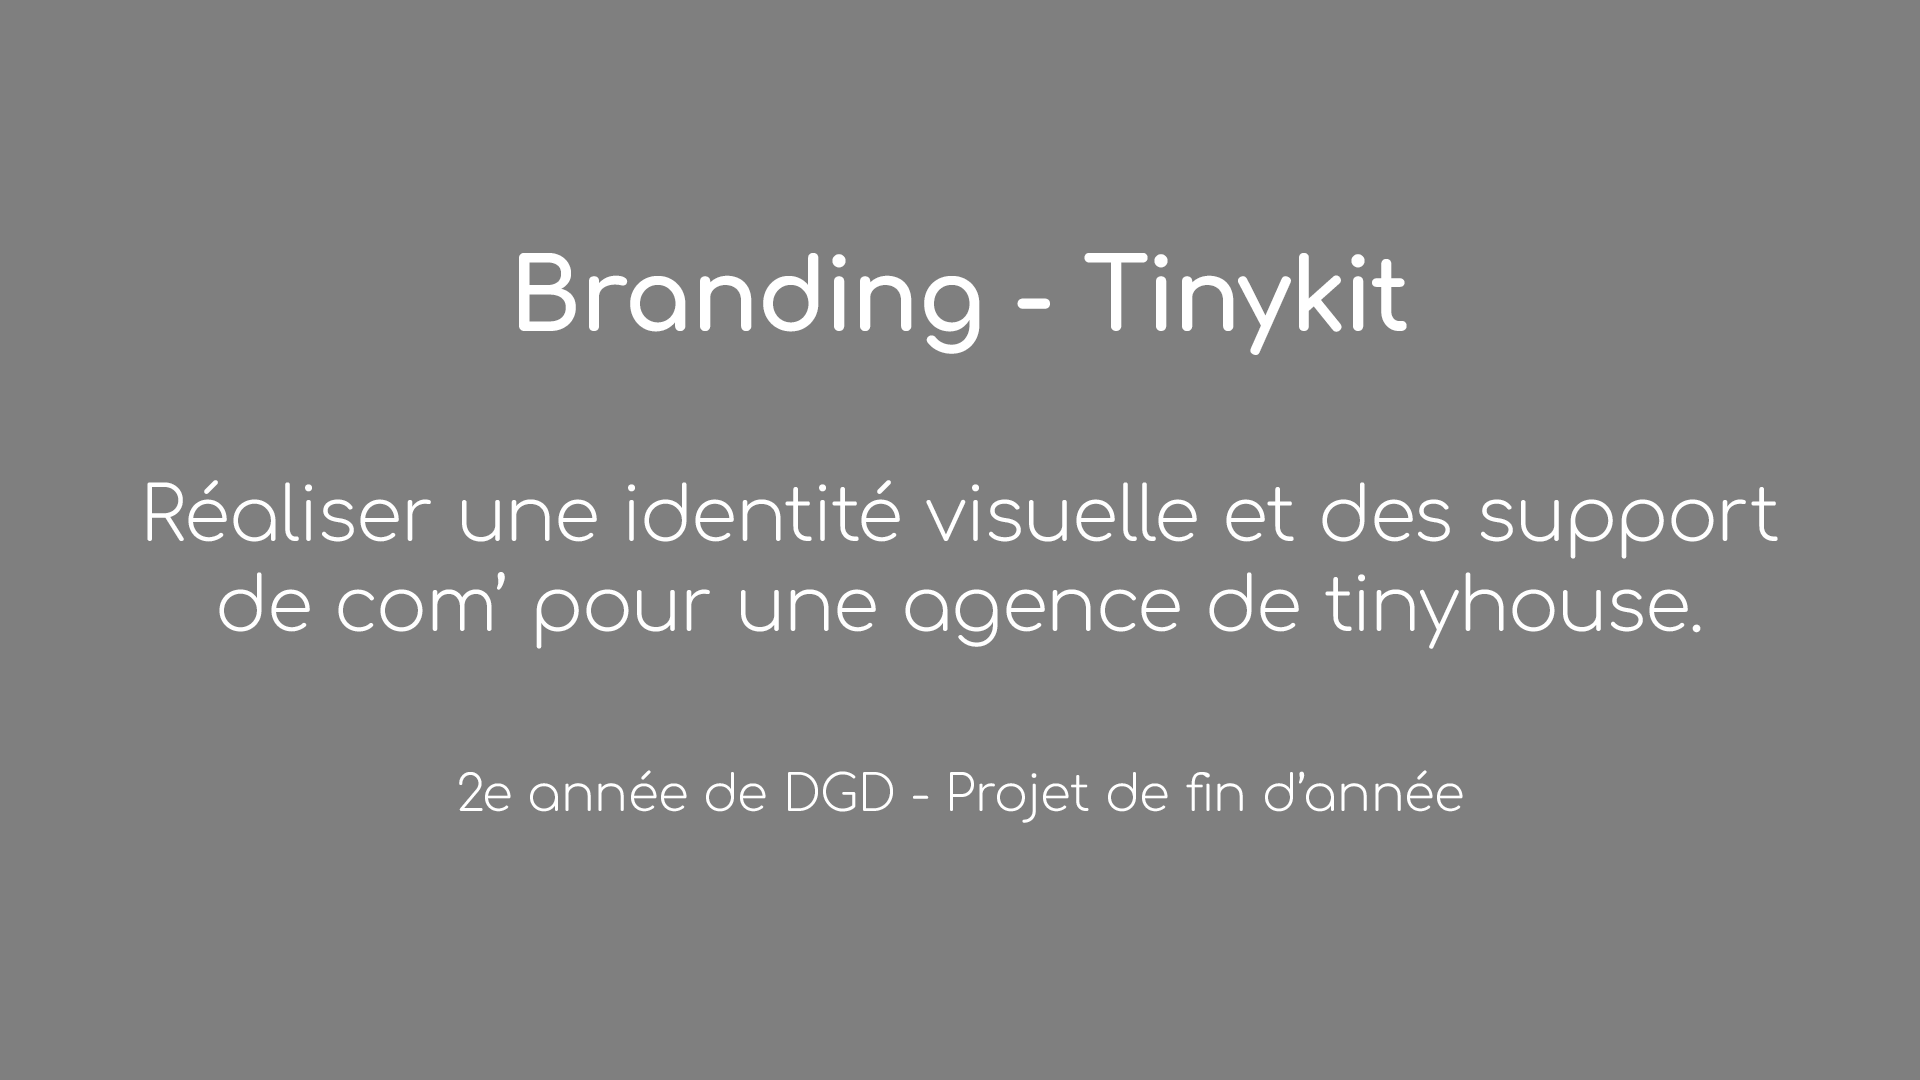 Branding - Tinykit
Réaliser une identité visuelle et des support
de com’ pour une agence de tinyhouse.
2e année de DGD - Projet de fin d’année